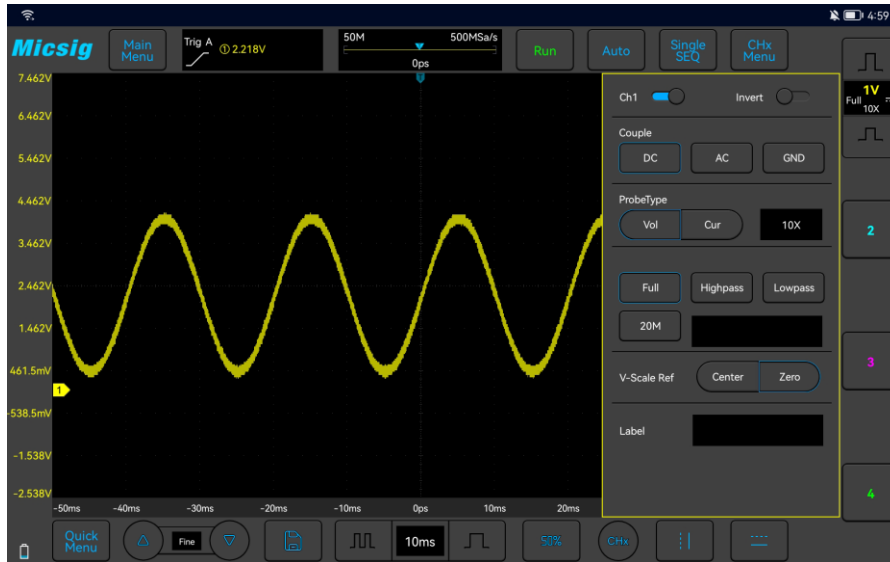 4:59
Micsig
Main
Menu
Trig A
① 2.218V
50M
500MSa/s
0ps
Run
Auto
Single
SEQ
CHx
Menu
7.462V
6.462V
5.462V
4.462V
3.462V
2.462V
1.462V
461.5mV
1
-538.5mV
-1.538V
-2.538V
-50ms
-40ms
-30ms
-20ms
-10ms
0ps
10ms
20ms
T
Ch1
Invert
Couple
DC
AC
GND
ProbeType
Vol
Cur
10X
Full
Highpass
Lowpass
20M
V-Scale Ref
Center
Zero
Label
1V
Full
10X
2
3
4
Quick
Menu
Fine
10ms
50%
CHx